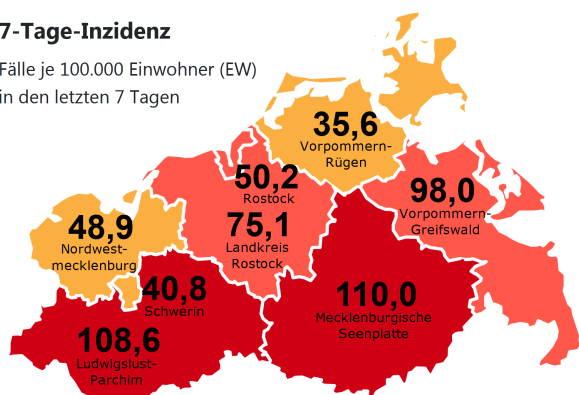 7-Tage-Inzidenz
Fälle je 100.000 Einwohner (EW)
in den letzten 7 Tagen
35,6
Vorpommern-
Rügen
50,2
Rostock
98,0
Vorpommern-
Greifswald
75,1
Landkreis
Rostock
48,9
Nordwest-
mecklenburg
40,8
Schwerin
110,0
Mecklenburgische
Seenplatte
108,6
Ludwigslust-
Parchim